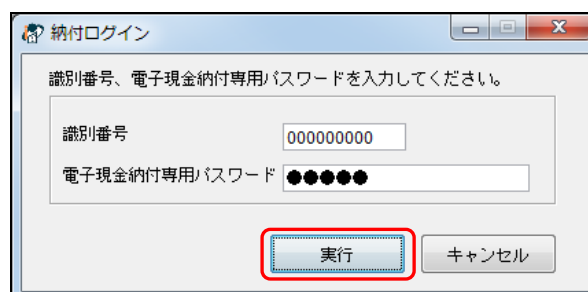 納付ログイン
識別番号、電子現金納付専用パスワードを入力してください。
識別番号 000000000
電子現金納付専用パスワード ●●●●●
実行 キャンセル